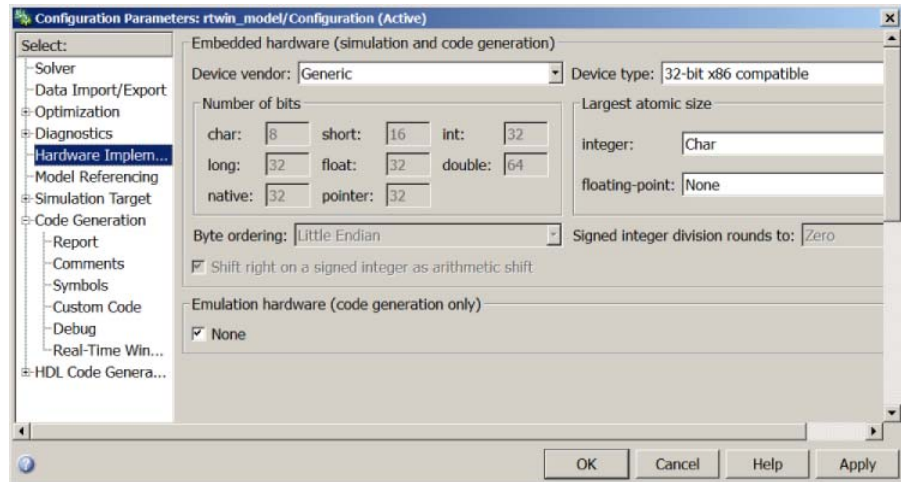 Configuration Parameters: rtwin_model/Configuration (Active)
Select:
Solver
Data Import/Export
Optimization
Diagnostics
Hardware Implem...
Model Referencing
Simulation Target
Code Generation
Report
Comments
Symbols
Custom Code
Debug
Real-Time Win...
HDL Code Genera...
Embedded hardware (simulation and code generation)
Device vendor: Generic Device type: 32-bit x86 compatible
Number of bits
char: 8 short: 16 int: 32
long: 32 float: 32 double: 64
native: 32 pointer: 32
Largest atomic size
integer: Char
floating-point: None
Byte ordering: Little Endian Signed integer division rounds to: Zero
Shift right on a signed integer as arithmetic shift
Emulation hardware (code generation only)
None
OK Cancel Help Apply